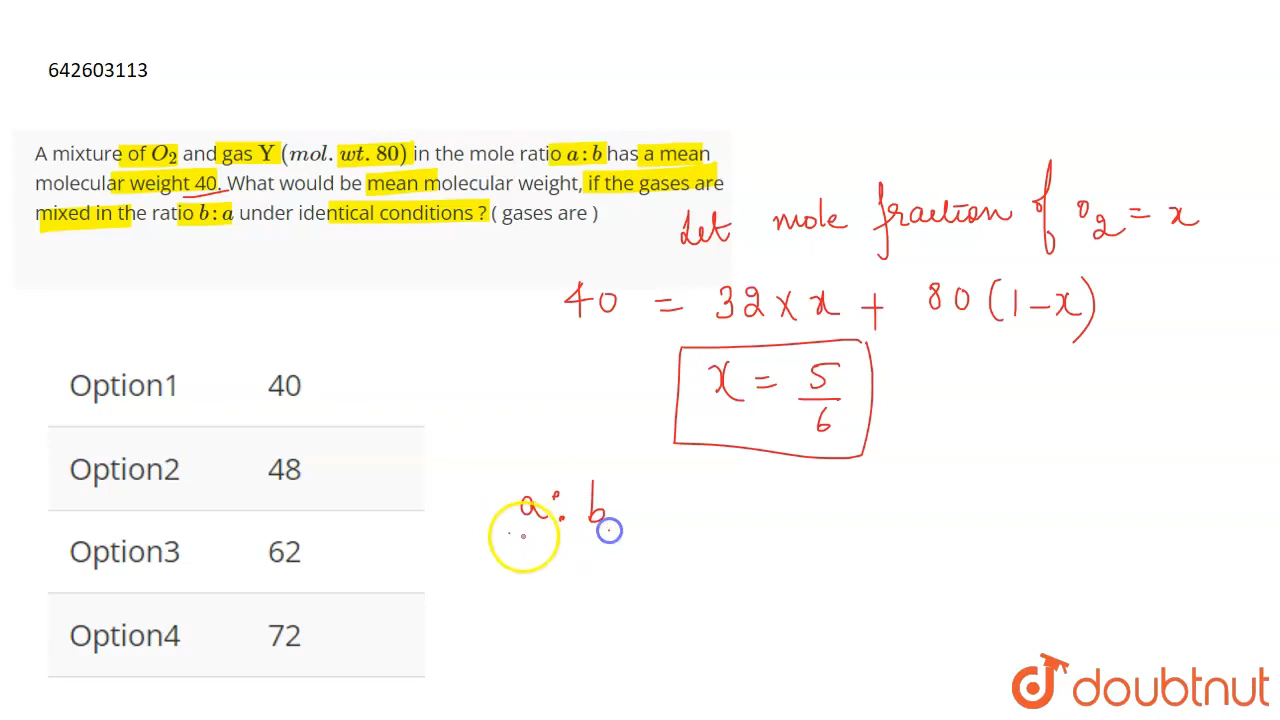 642603113
A mixture of O₂ and gas Y (mol. wt. 80) in the mole ratio a : b has a mean
molecular weight 40. What would be mean molecular weight, if the gases are
mixed in the ratio b : a under identical conditions ? ( gases are )
Let mole fraction of O₂ = x
40 = 32 × x + 80 (1 - x)
x = 5/6
Option1 40
Option2 48
Option3 62
Option4 72
a : b
doubtnut